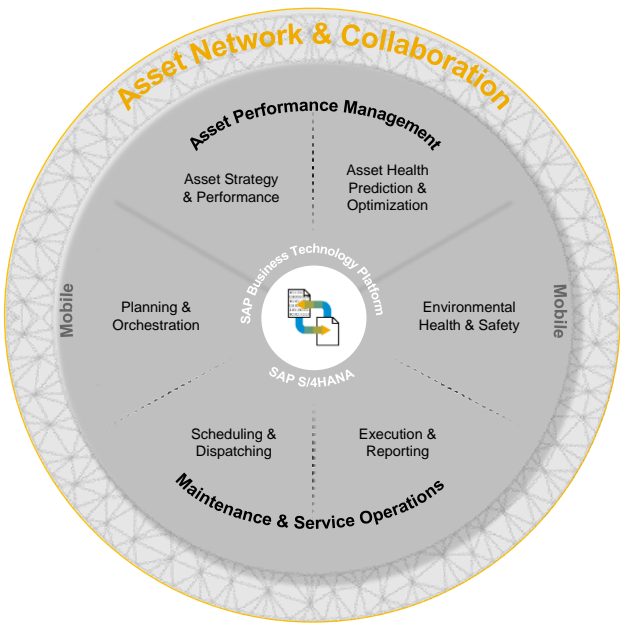 Asset Network & Collaboration
Asset Performance Management
Asset Strategy
& Performance
Asset Health
Prediction &
Optimization
SAP Business Technology Platform
Mobile
Planning &
Orchestration
Environmental
Health & Safety
Mobile
SAP S/4HANA
Scheduling &
Dispatching
Execution &
Reporting
Maintenance & Service Operations